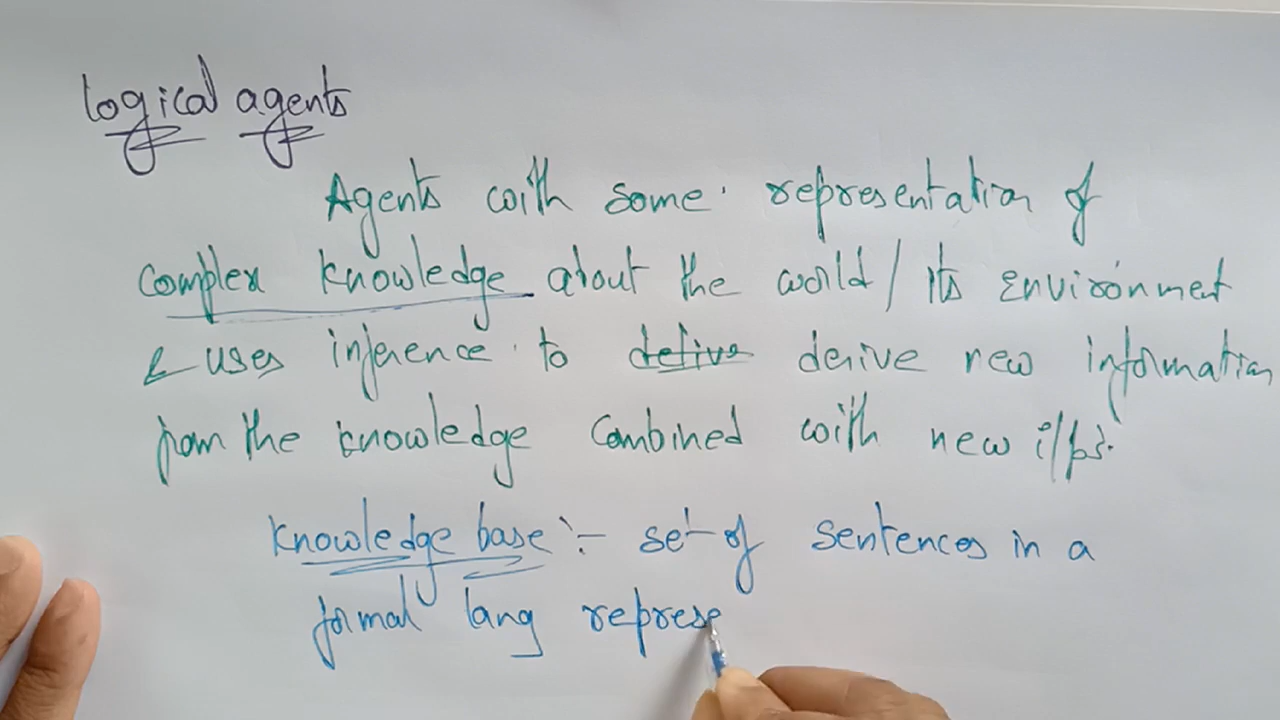 logical agents
Agents with some representation of
complex knowledge about the world / its environment
& uses inference to derive derive new information
from the knowledge combined with new i/ps.
knowledge base :- set of sentences in a
formal lang represe